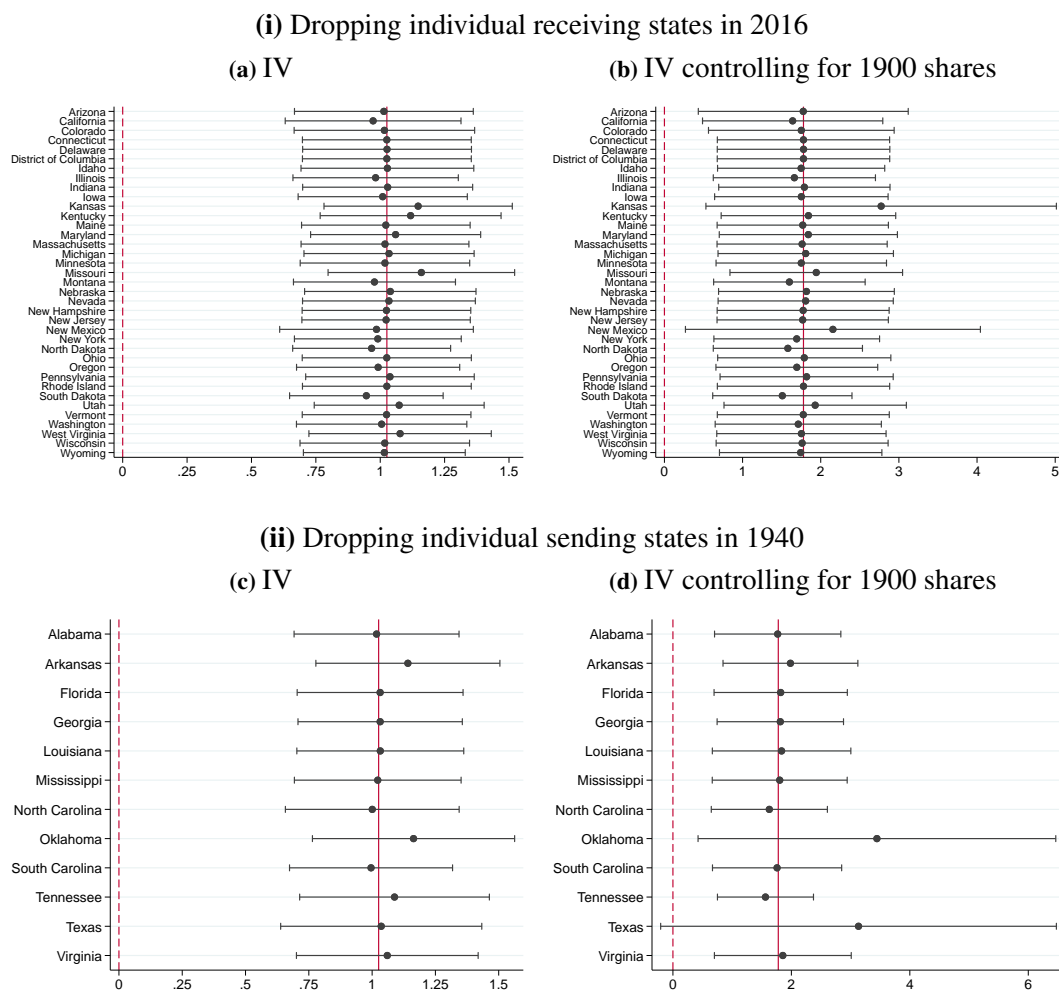 (i) Dropping individual receiving states in 2016
(a) IV
(b) IV controlling for 1900 shares
Arizona
California
Colorado
Connecticut
Delaware
District of Columbia
Idaho
Illinois
Indiana
Iowa
Kansas
Kentucky
Maine
Maryland
Massachusetts
Michigan
Minnesota
Missouri
Montana
Nebraska
Nevada
New Hampshire
New Jersey
New Mexico
New York
North Dakota
Ohio
Oregon
Pennsylvania
Rhode Island
South Dakota
Utah
Vermont
Washington
West Virginia
Wisconsin
Wyoming
0 .25 .5 .75 1 1.25 1.5
Arizona
California
Colorado
Connecticut
Delaware
District of Columbia
Idaho
Illinois
Indiana
Iowa
Kansas
Kentucky
Maine
Maryland
Massachusetts
Michigan
Minnesota
Missouri
Montana
Nebraska
Nevada
New Hampshire
New Jersey
New Mexico
New York
North Dakota
Ohio
Oregon
Pennsylvania
Rhode Island
South Dakota
Utah
Vermont
Washington
West Virginia
Wisconsin
Wyoming
0 1 2 3 4 5
(ii) Dropping individual sending states in 1940
(c) IV
(d) IV controlling for 1900 shares
Alabama
Arkansas
Florida
Georgia
Louisiana
Mississippi
North Carolina
Oklahoma
South Carolina
Tennessee
Texas
Virginia
0 .25 .5 .75 1 1.25 1.5
Alabama
Arkansas
Florida
Georgia
Louisiana
Mississippi
North Carolina
Oklahoma
South Carolina
Tennessee
Texas
Virginia
0 2 4 6